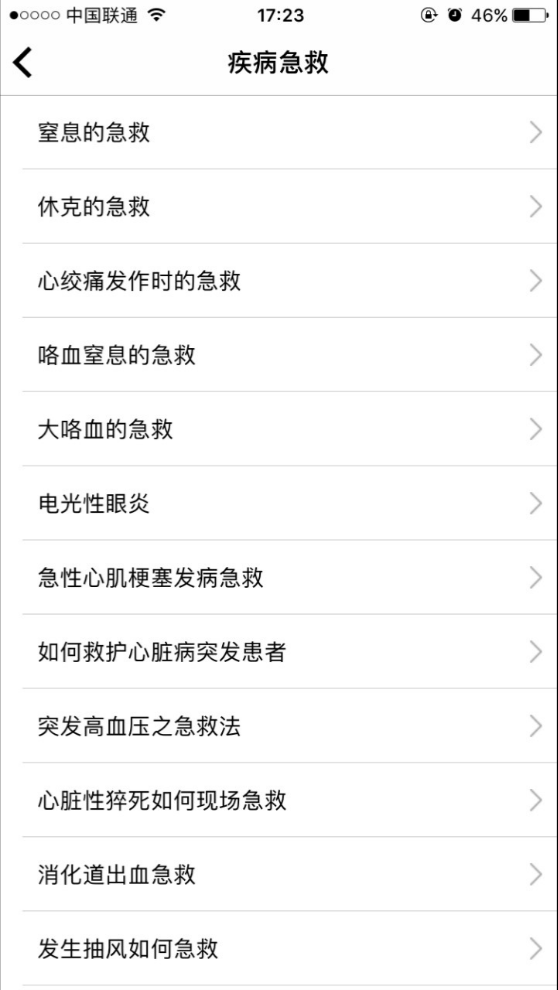 中国联通 17:23 46%
疾病急救
窒息的急救
休克的急救
心绞痛发作时的急救
咯血窒息的急救
大咯血的急救
电光性眼炎
急性心肌梗塞发病急救
如何救护心脏病突发患者
突发高血压之急救法
心脏性猝死如何现场急救
消化道出血急救
发生抽风如何急救